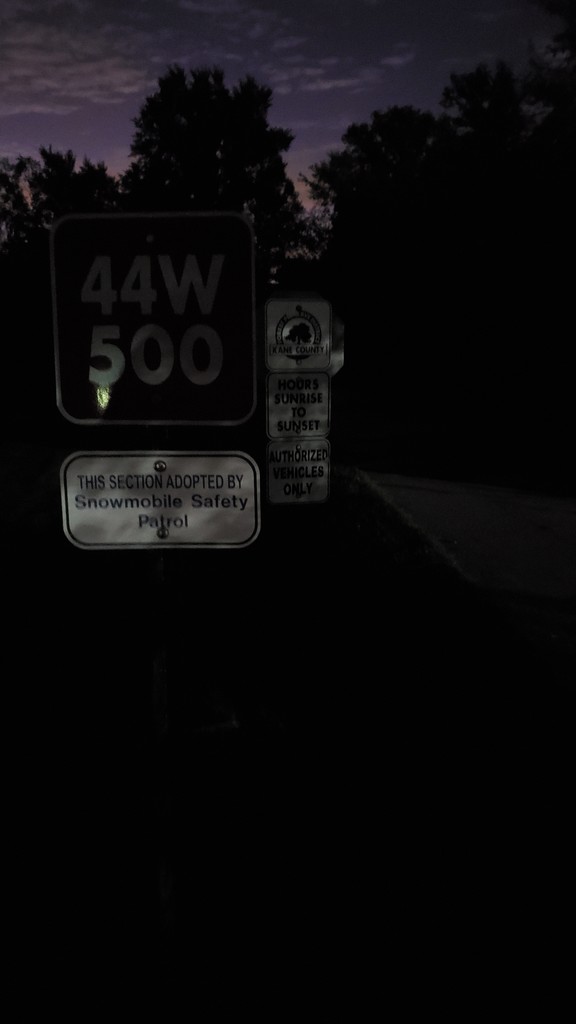 44W
500
THIS SECTION ADOPTED BY
Snowmobile Safety
Patrol
KANE COUNTY
HOURS
SUNRISE
TO
SUNSET
AUTHORIZED
VEHICLES
ONLY